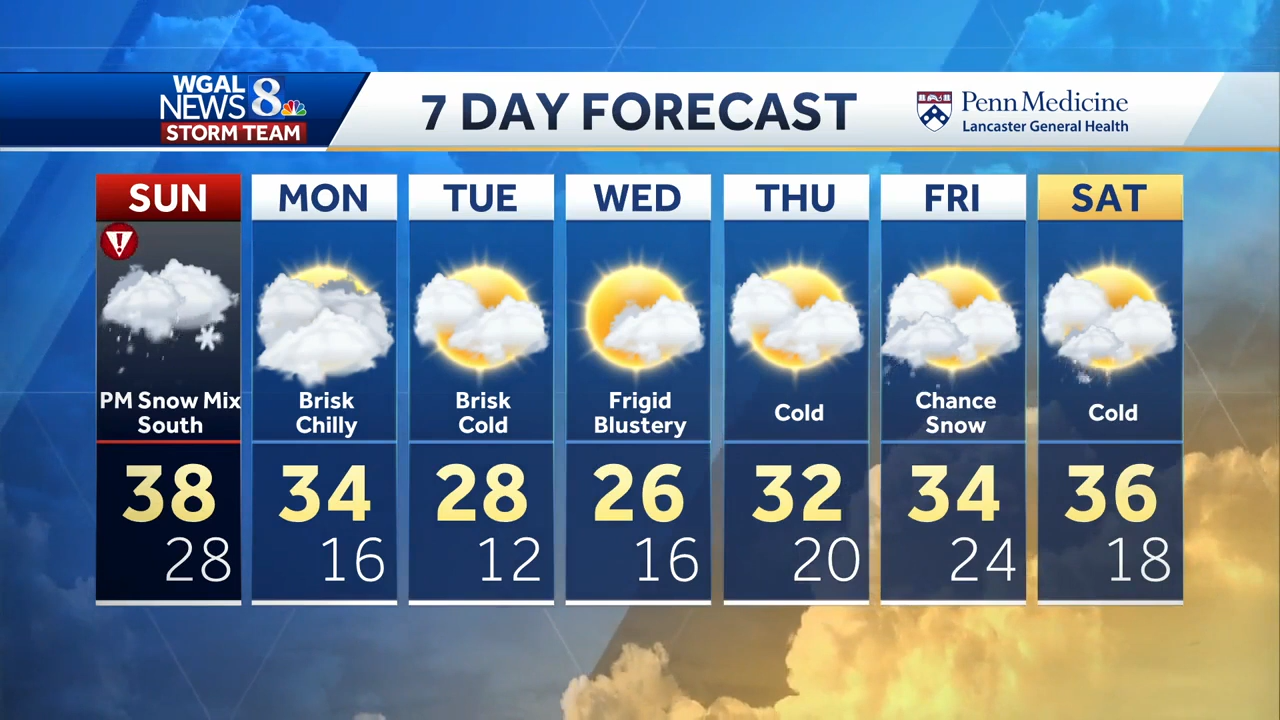 WGAL
NEWS 8
STORM TEAM
7 DAY FORECAST
Penn Medicine
Lancaster General Health
SUN
MON
TUE
WED
THU
FRI
SAT
PM Snow Mix
South
Brisk
Chilly
Brisk
Cold
Frigid
Blustery
Cold
Chance
Snow
Cold
38
34
28
26
32
34
36
28
16
12
16
20
24
18